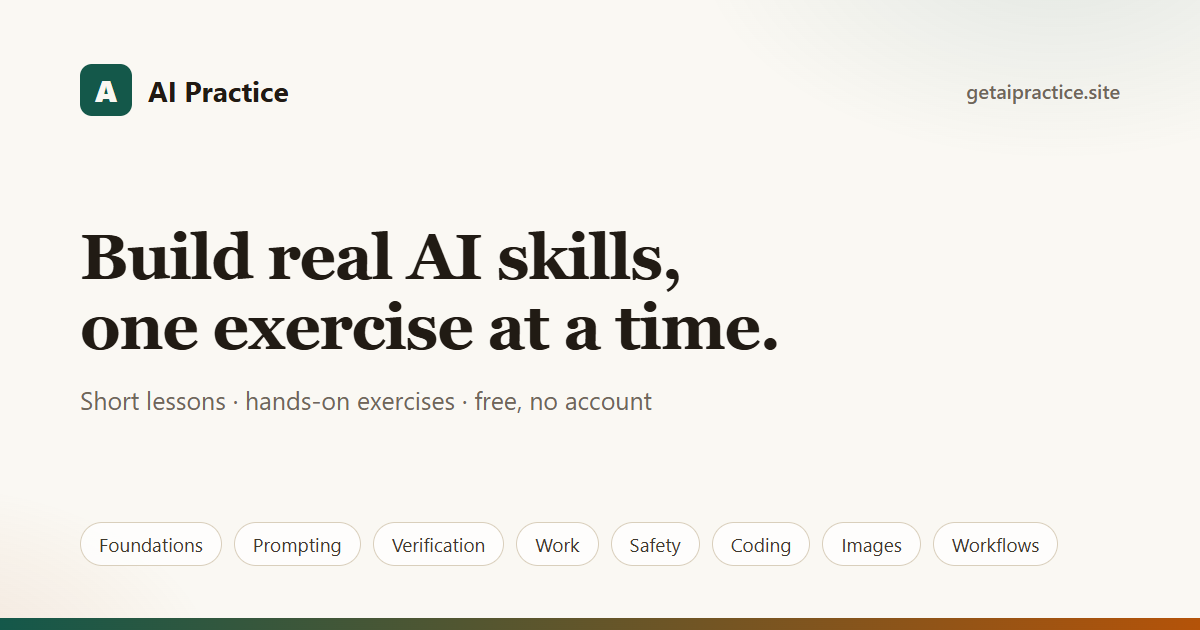 A
AI Practice
getaipractice.site
Build real AI skills,
one exercise at a time.
Short lessons · hands-on exercises · free, no account
Foundations
Prompting
Verification
Work
Safety
Coding
Images
Workflows